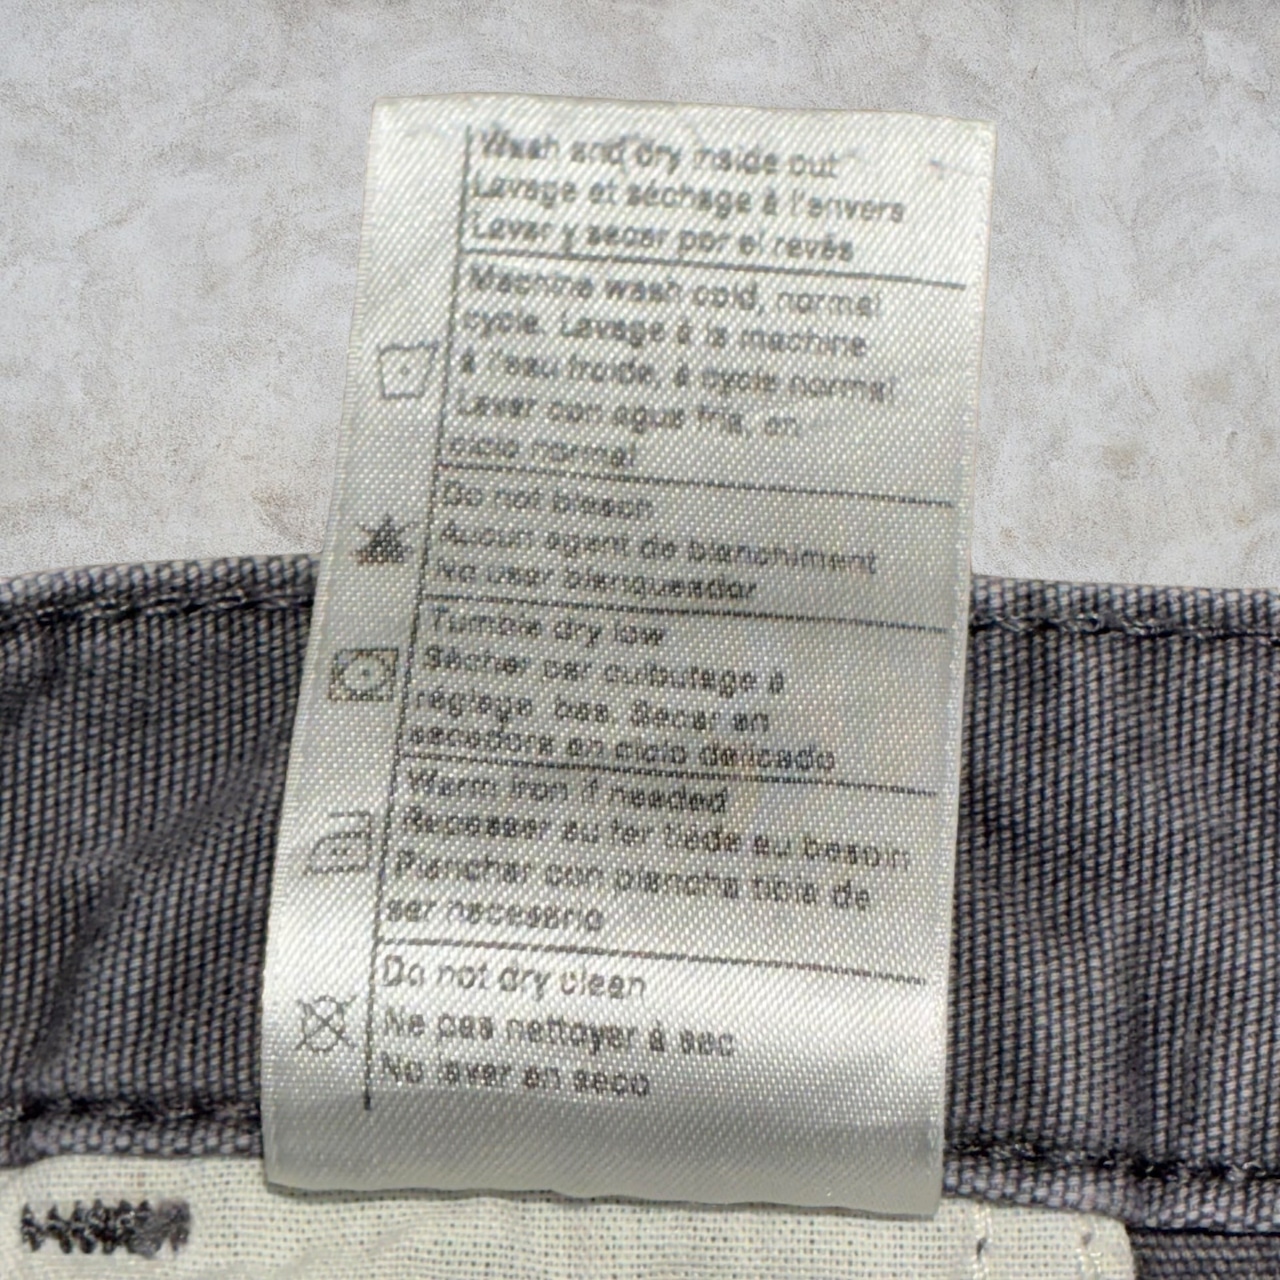 Wash and dry inside out
Lavage et séchage à l'envers
Lavar y secar por el revés
Machine wash cold, normal
cycle. Lavage à la machine
à l'eau froide, à cycle normal
Lavar con agua fria, en
ciclo normal
Do not bleach
Aucun agent de blanchiment
No usar blanqueador
Tumble dry low
Sécher par culbutage à
réglage bas. Secar en
secadora en ciclo delicado
Warm iron if needed
Repasser au fer tiède au besoin
Planchar con plancha tibia de
ser necesario
Do not dry clean
Ne pas nettoyer à sec
No lavar en seco